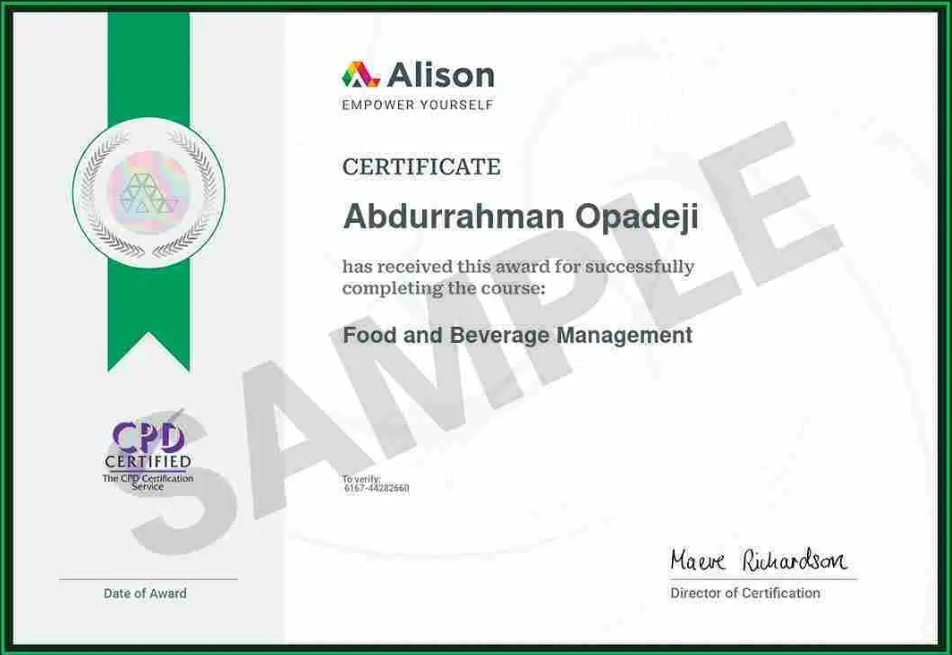 Alison
EMPOWER YOURSELF
CERTIFICATE
Abdurrahman Opadeji
has received this award for successfully
completing the course:
Food and Beverage Management
SAMPLE
CPD
CERTIFIED
The CPD Certification
Service
To verify:
6167-44282660
Maeve Richardson
Date of Award
Director of Certification